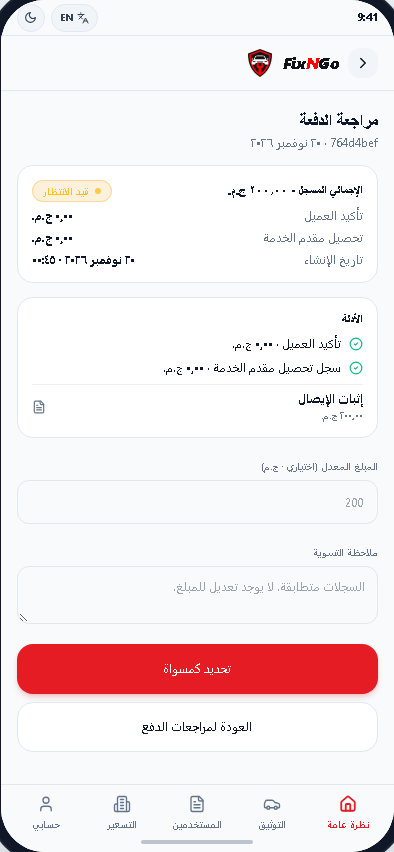 EN
9:41
FixNGo
مراجعة الدفعة
764d4bef · ٢٠ نوفمبر ٢٠٢٦
الإجمالي المسجل - ٢٠٠٫٠٠ ج.م.
قيد الانتظار
تأكيد العميل
٠٫٠٠ ج.م.
تحصيل مقدم الخدمة
٠٫٠٠ ج.م.
تاريخ الإنشاء
٢٠ نوفمبر ٢٠٢٦ · ٠٠:٤٥
الأدلة
تأكيد العميل · ٠٫٠٠ ج.م.
سجل تحصيل مقدم الخدمة · ٠٫٠٠ ج.م.
إثبات الإيصال
٢٠٠٫٠٠ ج.م.
المبلغ المعدل (اختياري · ج.م)
200
ملاحظة التسوية
السجلات متطابقة. لا يوجد تعديل للمبلغ.
تحديد كمسواة
العودة لمراجعات الدفع
نظرة عامة
التوثيق
المستخدمين
التسعير
حسابي